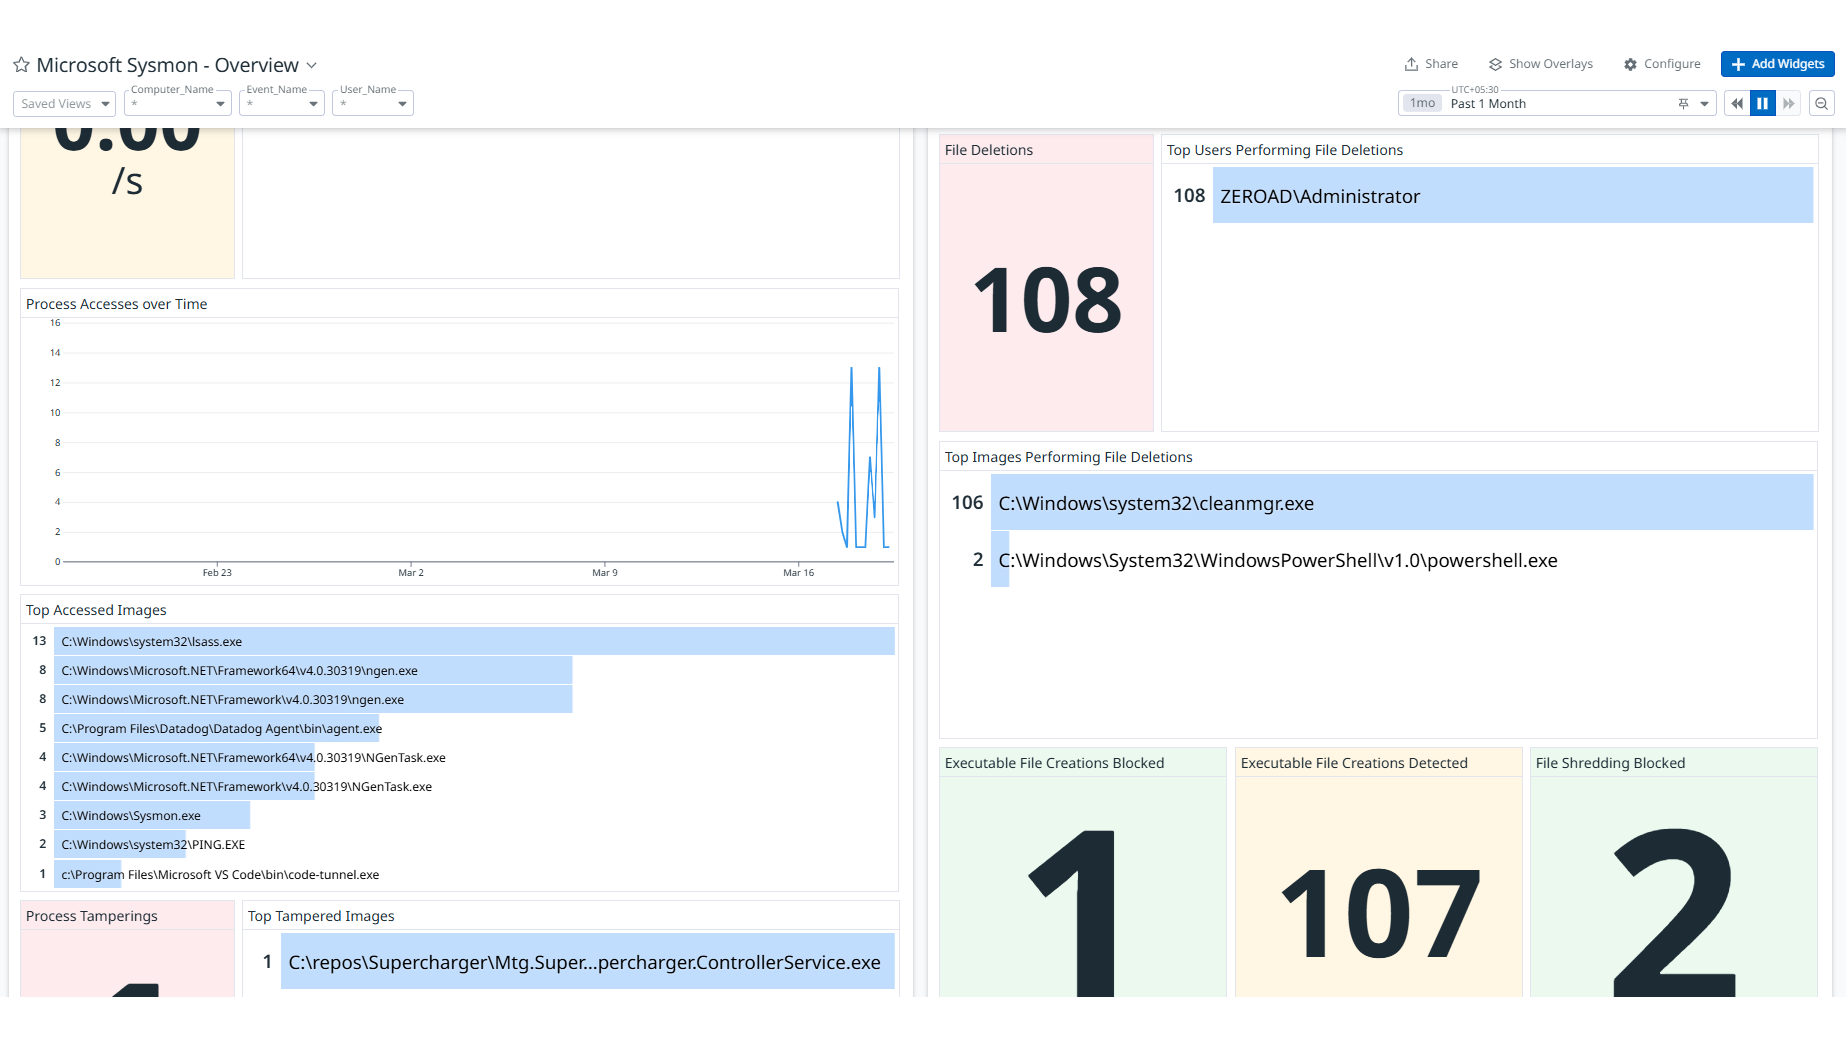 Microsoft Sysmon - Overview
Share
Show Overlays
Configure
Add Widgets
Saved Views
Computer_Name
*
Event_Name
*
User_Name
*
UTC+05:30
1mo
Past 1 Month
0.00
/s
Process Accesses over Time
16
14
12
10
8
6
4
2
0
Feb 23
Mar 2
Mar 9
Mar 16
Top Accessed Images
13 C:\Windows\system32\lsass.exe
8 C:\Windows\Microsoft.NET\Framework64\v4.0.30319\ngen.exe
8 C:\Windows\Microsoft.NET\Framework\v4.0.30319\ngen.exe
5 C:\Program Files\Datadog\Datadog Agent\bin\agent.exe
4 C:\Windows\Microsoft.NET\Framework64\v4.0.30319\NGenTask.exe
4 C:\Windows\Microsoft.NET\Framework\v4.0.30319\NGenTask.exe
3 C:\Windows\Sysmon.exe
2 C:\Windows\system32\PING.EXE
1 c:\Program Files\Microsoft VS Code\bin\code-tunnel.exe
Process Tamperings
1
Top Tampered Images
1 C:\repos\Supercharger\Mtg.Super...percharger.ControllerService.exe
File Deletions
108
Top Users Performing File Deletions
108 ZEROAD\Administrator
Top Images Performing File Deletions
106 C:\Windows\system32\cleanmgr.exe
2 C:\Windows\System32\WindowsPowerShell\v1.0\powershell.exe
Executable File Creations Blocked
1
Executable File Creations Detected
107
File Shredding Blocked
2